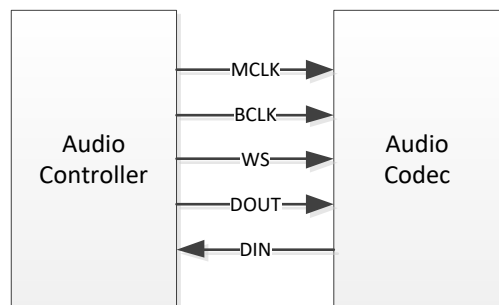 Audio
Controller
MCLK
BCLK
WS
DOUT
DIN
Audio
Codec